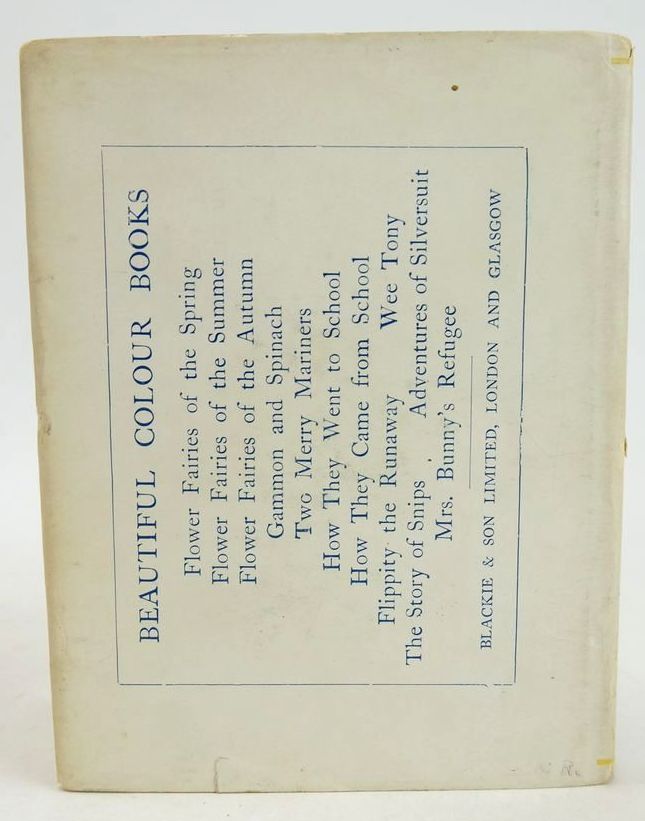 BEAUTIFUL COLOUR BOOKS
Flower Fairies of the Spring
Flower Fairies of the Summer
Flower Fairies of the Autumn
Gammon and Spinach
Two Merry Mariners
How They Went to School
How They Came from School
Flippity the Runaway Wee Tony
The Story of Snips . Adventures of Silversuit
Mrs. Bunny's Refugee
BLACKIE & SON LIMITED, LONDON AND GLASGOW